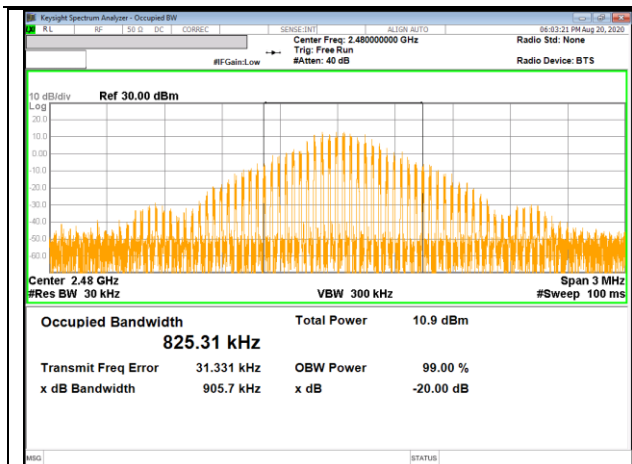 Keysight Spectrum Analyzer - Occupied BW
RL RF 50 Ω DC CORREC SENSE:INT ALIGN AUTO 06:03:21 PM Aug 20, 2020
Center Freq: 2.480000000 GHz Radio Std: None
Trig: Free Run
#IFGain:Low #Atten: 40 dB Radio Device: BTS
10 dB/div Ref 30.00 dBm
Log
20.0
10.0
0.00
-10.0
-20.0
-30.0
-40.0
-50.0
-60.0
Center 2.48 GHz Span 3 MHz
#Res BW 30 kHz VBW 300 kHz #Sweep 100 ms
Occupied Bandwidth Total Power 10.9 dBm
825.31 kHz
Transmit Freq Error 31.331 kHz OBW Power 99.00 %
x dB Bandwidth 905.7 kHz x dB -20.00 dB
MSG STATUS